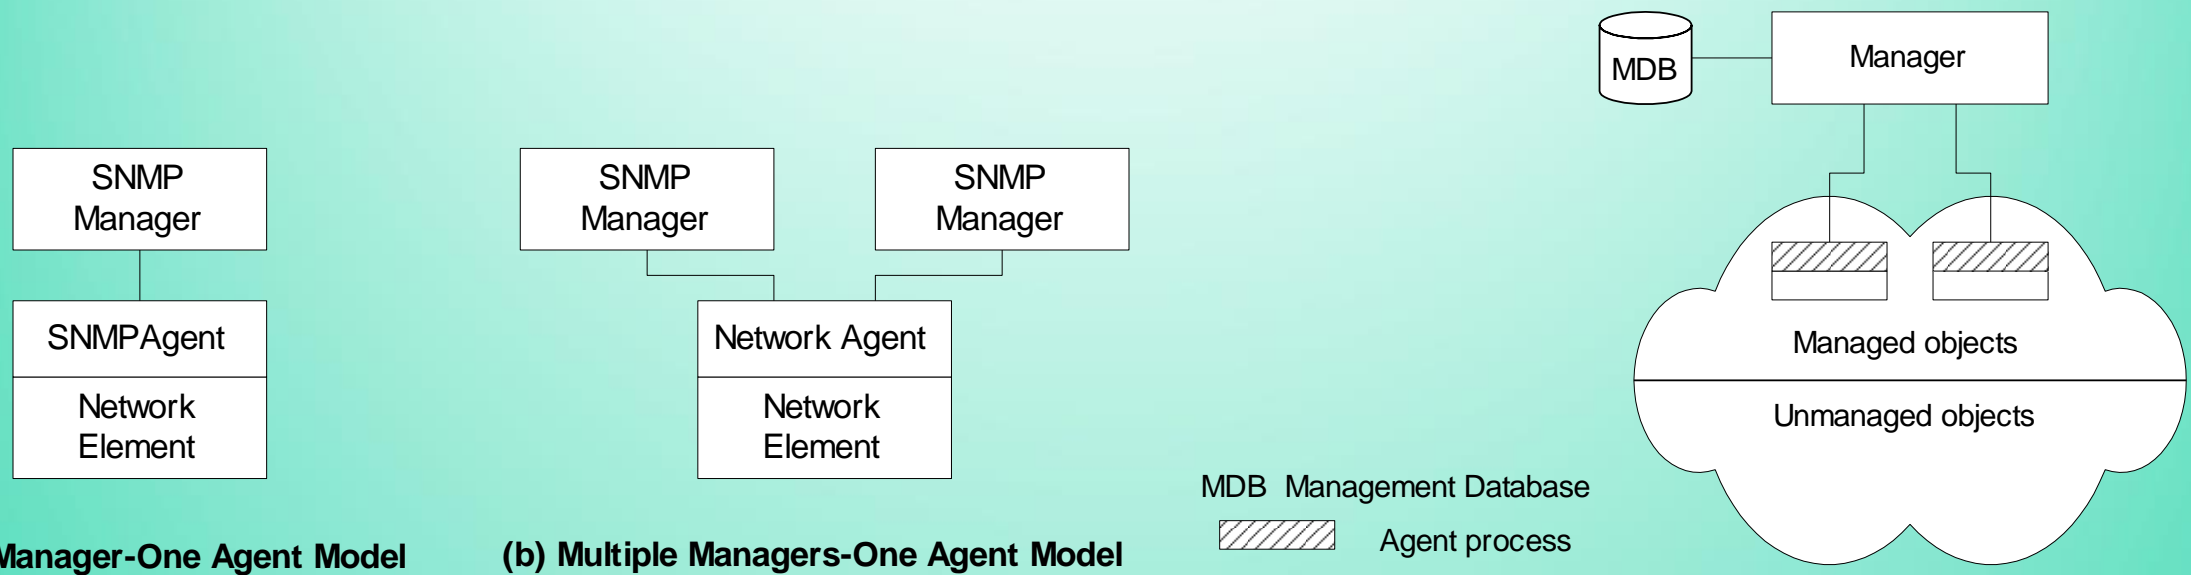 SNMP
Manager
SNMPAgent
Network
Element
Manager-One Agent Model
SNMP
Manager
SNMP
Manager
Network Agent
Network
Element
(b) Multiple Managers-One Agent Model
MDB
Manager
Managed objects
Unmanaged objects
MDB Management Database
Agent process